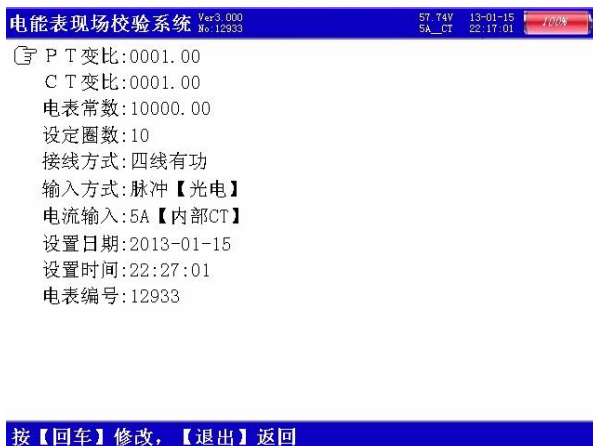 电能表现场校验系统 Ver3.000 No:12933 57.74V 5A__CT 13-01-15 22:17:01 100%
ＰＴ变比:0001.00
ＣＴ变比:0001.00
电表常数:10000.00
设定圈数:10
接线方式:四线有功
输入方式:脉冲【光电】
电流输入:5A【内部CT】
设置日期:2013-01-15
设置时间:22:27:01
电表编号:12933
按【回车】修改，【退出】返回